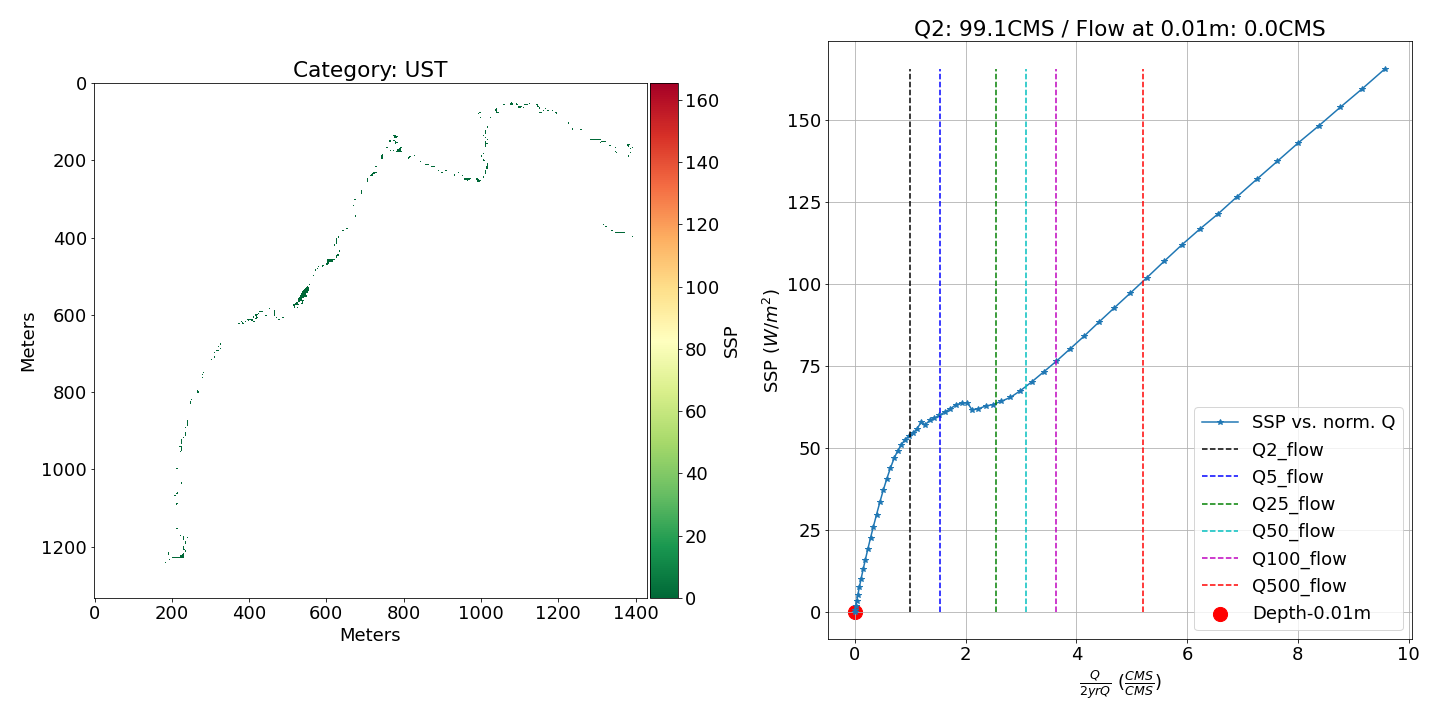 Category: UST
0
200
400
600
800
1000
1200
Meters
0 200 400 600 800 1000 1200 1400
Meters
160
140
120
100
80
60
40
20
0
SSP
Q2: 99.1CMS / Flow at 0.01m: 0.0CMS
150
125
100
75
50
25
0
SSP (W/m²)
0 2 4 6 8 10
Q/2yrQ (CMS/CMS)
SSP vs. norm. Q
Q2_flow
Q5_flow
Q25_flow
Q50_flow
Q100_flow
Q500_flow
Depth-0.01m